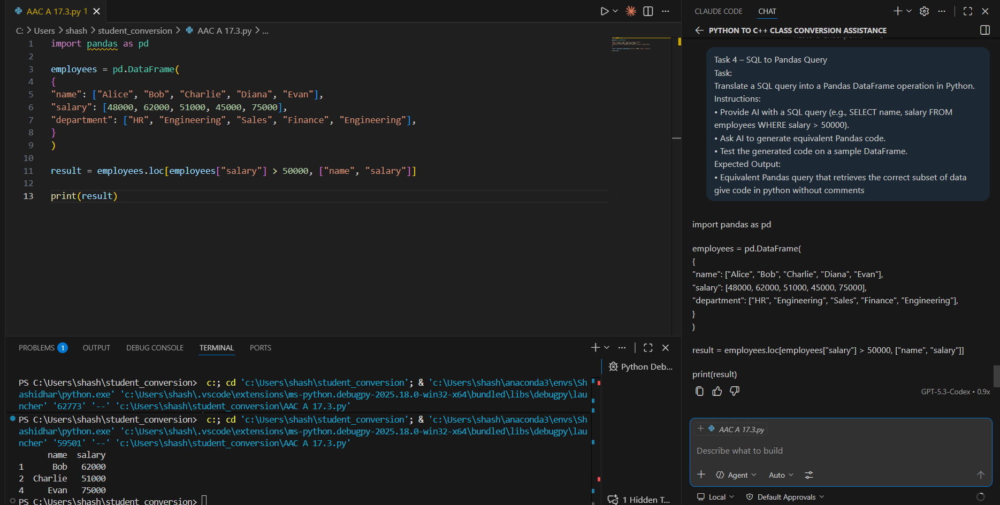 AAC A 17.3.py 1
C: > Users > shash > student_conversion > AAC A 17.3.py > ...
1 import pandas as pd
2
3 employees = pd.DataFrame(
4 {
5 "name": ["Alice", "Bob", "Charlie", "Diana", "Evan"],
6 "salary": [48000, 62000, 51000, 45000, 75000],
7 "department": ["HR", "Engineering", "Sales", "Finance", "Engineering"],
8 }
9 )
10
11 result = employees.loc[employees["salary"] > 50000, ["name", "salary"]]
12
13 print(result)
PROBLEMS 1 OUTPUT DEBUG CONSOLE TERMINAL PORTS
Python Deb...
PS C:\Users\shash\student_conversion> c:; cd 'c:\Users\shash\student_conversion'; & 'c:\Users\shash\anaconda3\envs\Sh
ashidhar\python.exe' 'c:\Users\shash\.vscode\extensions\ms-python.debugpy-2025.18.0-win32-x64\bundled\libs\debugpy\lau
ncher' '62773' '--' 'c:\Users\shash\student_conversion\AAC A 17.3.py'
PS C:\Users\shash\student_conversion> c:; cd 'c:\Users\shash\student_conversion'; & 'c:\Users\shash\anaconda3\envs\Sh
ashidhar\python.exe' 'c:\Users\shash\.vscode\extensions\ms-python.debugpy-2025.18.0-win32-x64\bundled\libs\debugpy\lau
ncher' '59501' '--' 'c:\Users\shash\student_conversion\AAC A 17.3.py'
name salary
1 Bob 62000
2 Charlie 51000
4 Evan 75000
PS C:\Users\shash\student_conversion>
1 Hidden T...
CLAUDE CODE CHAT
PYTHON TO C++ CLASS CONVERSION ASSISTANCE
Task 4 – SQL to Pandas Query
Task:
Translate a SQL query into a Pandas DataFrame operation in Python.
Instructions:
• Provide AI with a SQL query (e.g., SELECT name, salary FROM
employees WHERE salary > 50000).
• Ask AI to generate equivalent Pandas code.
• Test the generated code on a sample DataFrame.
Expected Output:
• Equivalent Pandas query that retrieves the correct subset of data
give code in python without comments
import pandas as pd
employees = pd.DataFrame(
{
"name": ["Alice", "Bob", "Charlie", "Diana", "Evan"],
"salary": [48000, 62000, 51000, 45000, 75000],
"department": ["HR", "Engineering", "Sales", "Finance", "Engineering"],
}
)
result = employees.loc[employees["salary"] > 50000, ["name", "salary"]]
print(result)
GPT-5.3-Codex • 0.9x
AAC A 17.3.py
Describe what to build
Agent Auto
Local Default Approvals